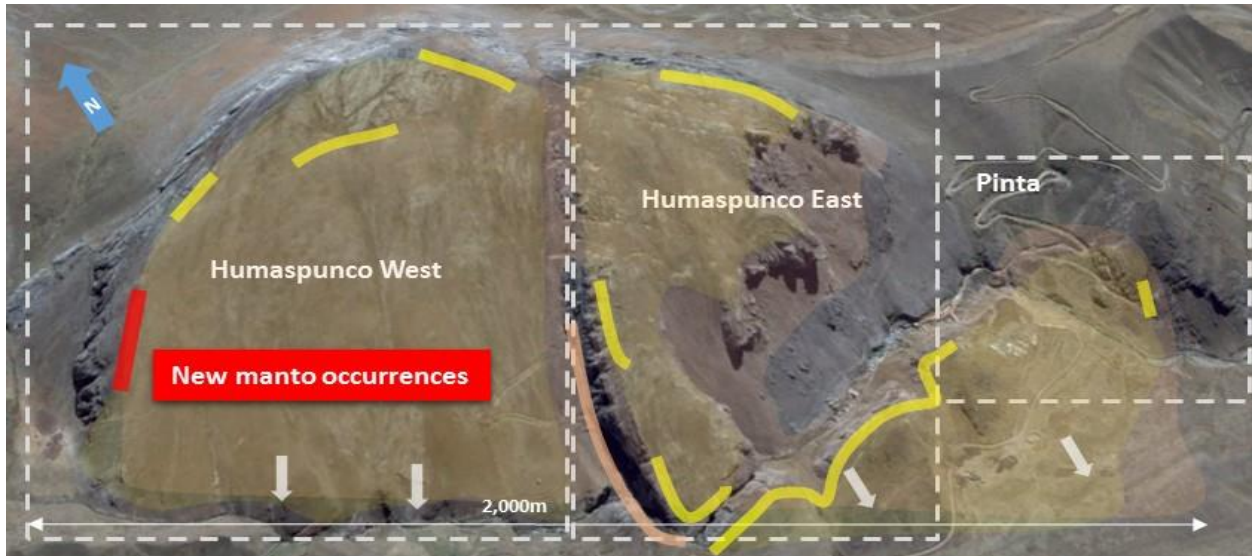 N
Pinta
Humaspunco East
Humaspunco West
New manto occurrences
2,000m